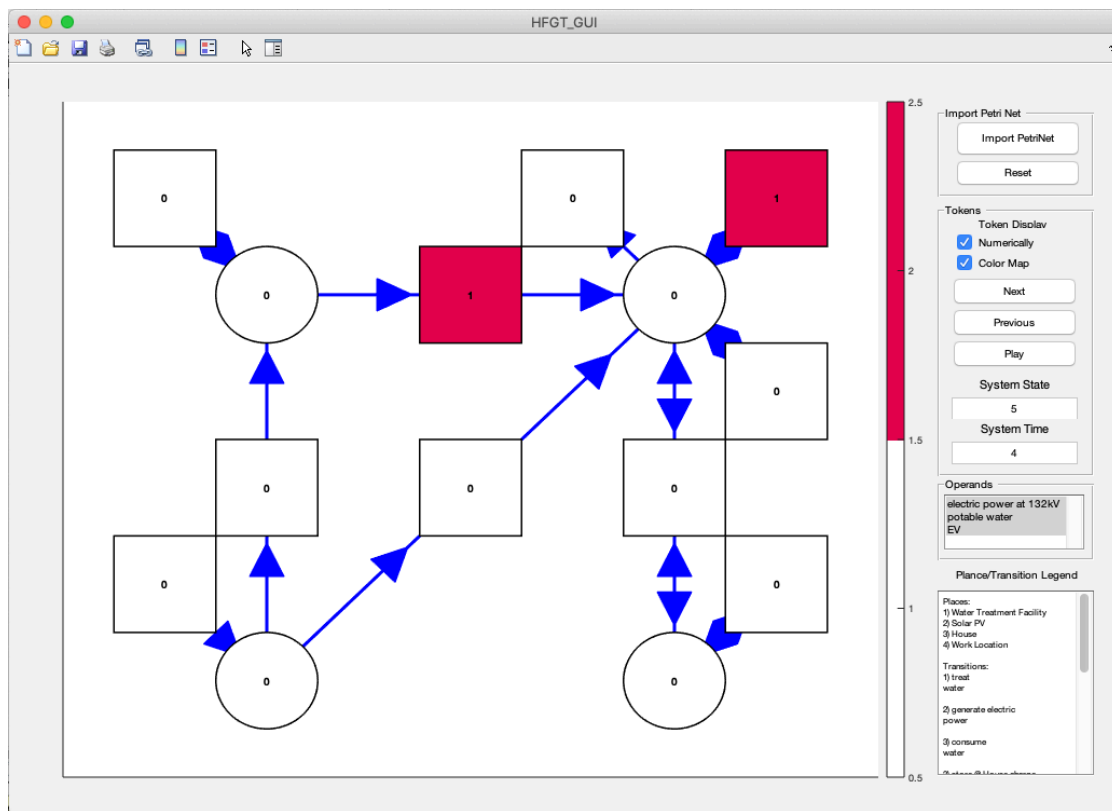 HFGT_GUI
0
0
1
0
1
0
0
0
0
0
0
0
0
2.5
2
1.5
1
0.5
Import Petri Net
Import PetriNet
Reset
Tokens
Token Display
Numerically
Color Map
Next
Previous
Play
System State
5
System Time
4
Operands
electric power at 132kV
potable water
EV
Plance/Transition Legend
Places:
1) Water Treatment Facility
2) Solar PV
3) House
4) Work Location
Transitions:
1) treat
water
2) generate electric
power
3) consume
water